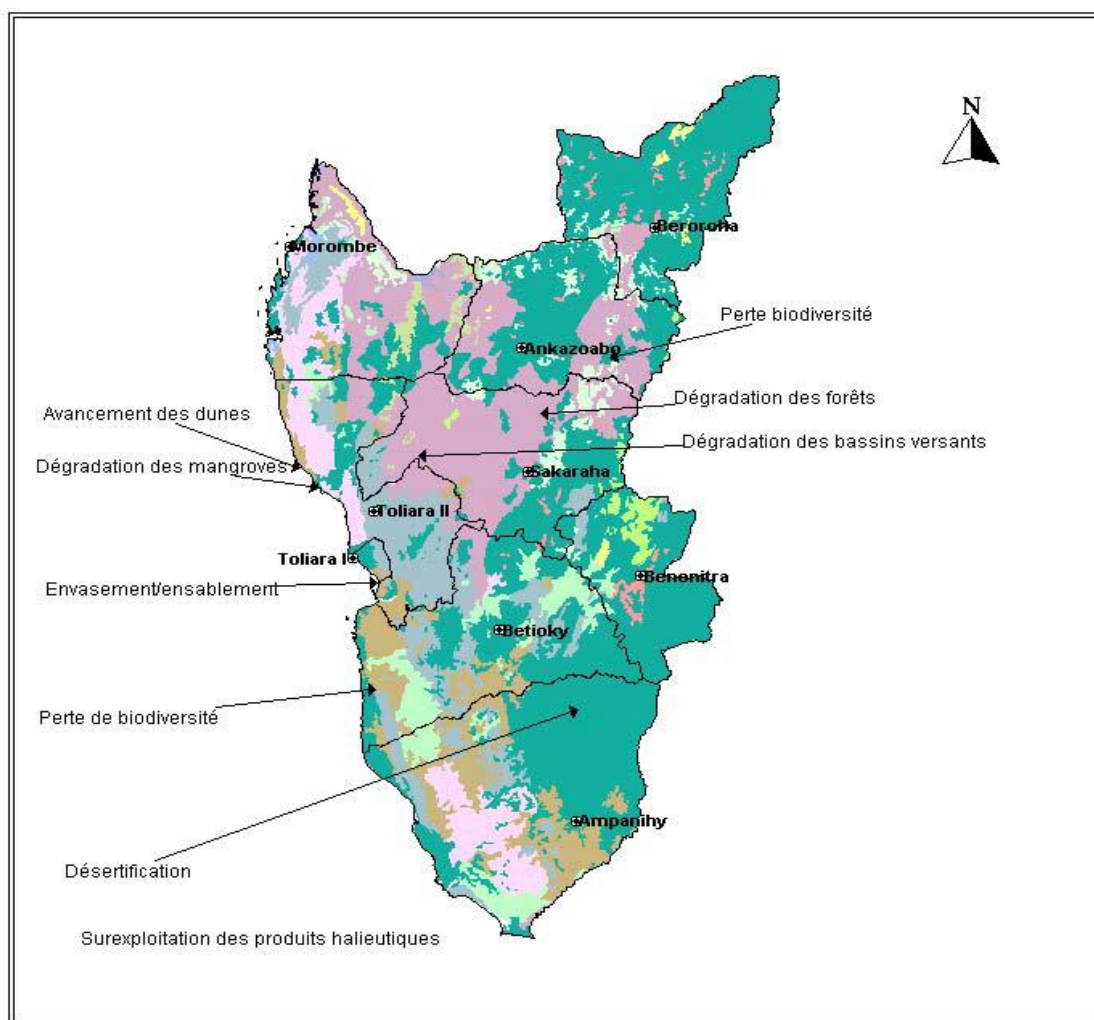 N
Beroroha
Morombe
Perte biodiversité
Ankazoabo
Dégradation des forêts
Avancement des dunes
Dégradation des bassins versants
Dégradation des mangroves
Sakaraha
Toliara II
Toliara I
Benonitra
Envasement/ensablement
Betioky
Perte de biodiversité
Ampanihy
Désertification
Surexploitation des produits halieutiques